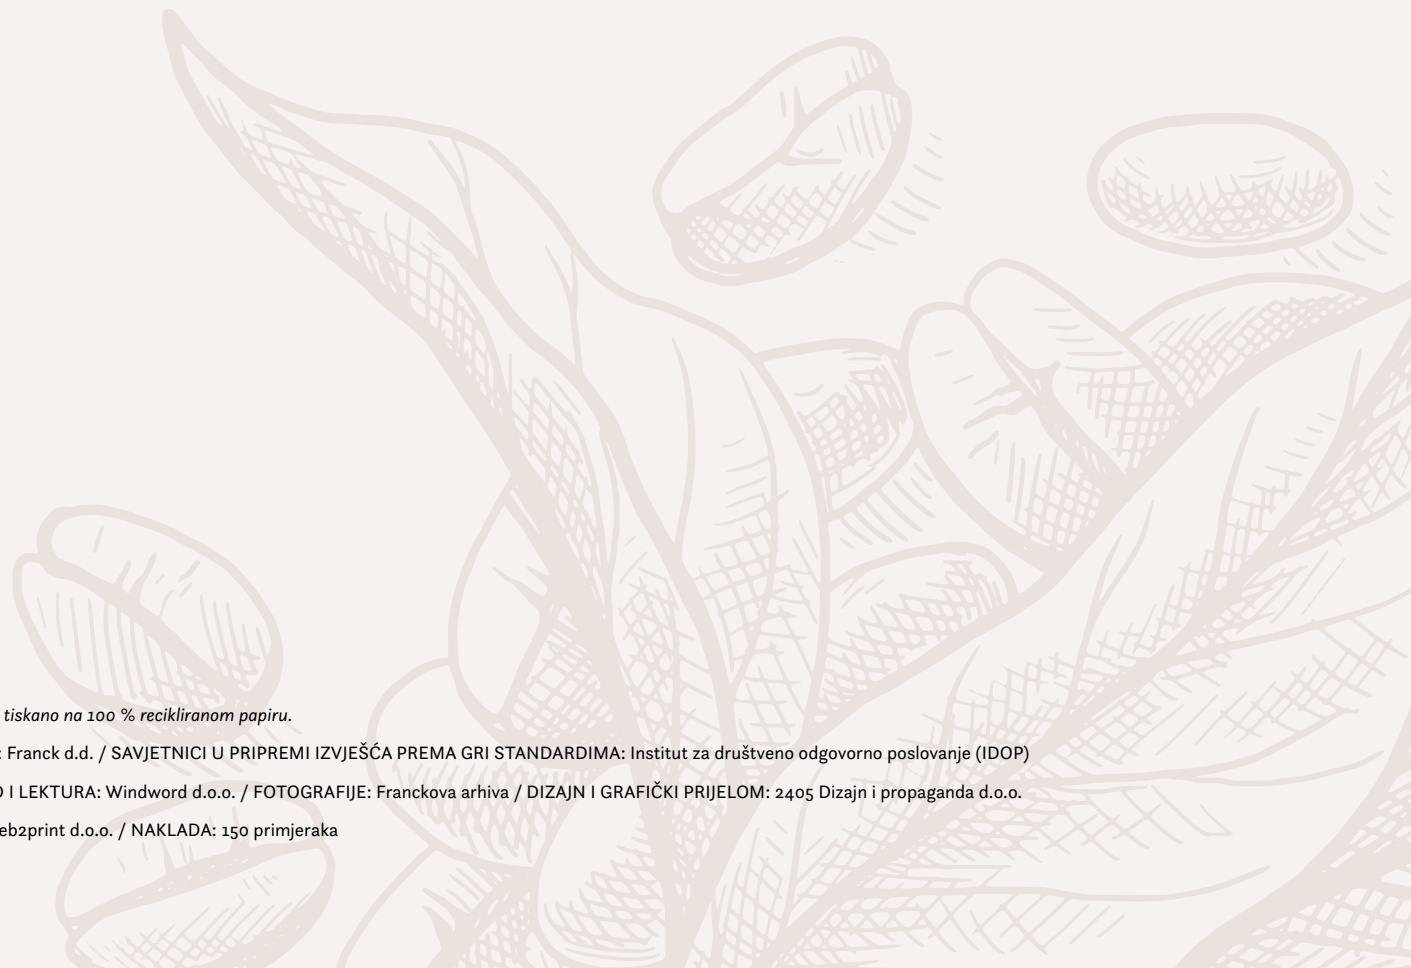 tiskano na 100 % recikliranom papiru.
: Franck d.d. / SAVJETNICI U PRIPREMI IZVJEŠĆA PREMA GRI STANDARDIMA: Institut za društveno odgovorno poslovanje (IDOP)
I LEKTURA: Windword d.o.o. / FOTOGRAFIJE: Franckova arhiva / DIZAJN I GRAFIČKI PRIJELOM: 2405 Dizajn i propaganda d.o.o.
eb2print d.o.o. / NAKLADA: 150 primjeraka